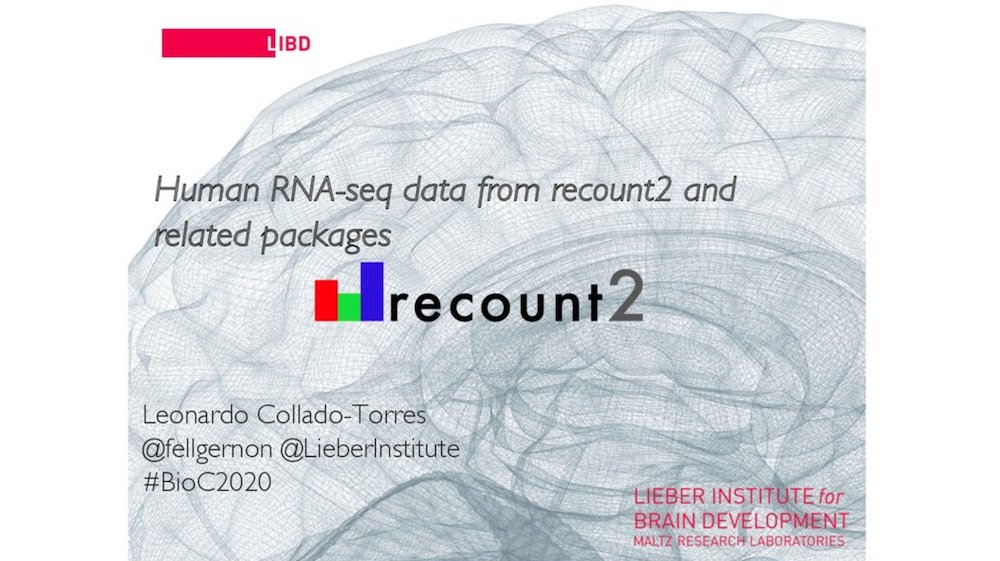 LIBD
Human RNA-seq data from recount2 and
related packages
recount2
Leonardo Collado-Torres
@fellgernon @LieberInstitute
#BioC2020
LIEBER INSTITUTE for
BRAIN DEVELOPMENT
MALTZ RESEARCH LABORATORIES